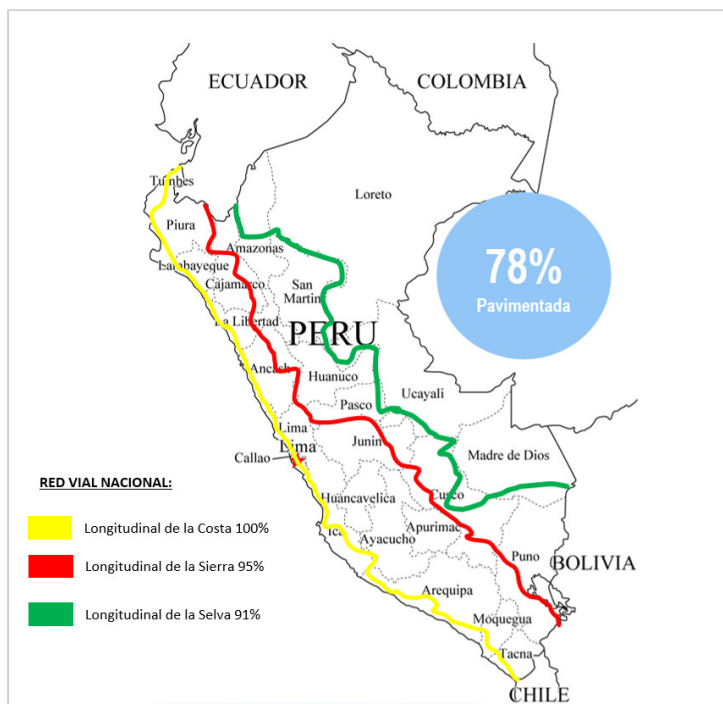 ECUADOR
COLOMBIA
Tumbes
Loreto
Piura
Amazonas
Lambayeque
Cajamarco
San
Martin
78%
Pavimentada
La Libertad
PERU
Ancash
Huanuco
Ucayali
Pasco
Lima
Lima
Junin
Callao
Madre de Dios
RED VIAL NACIONAL:
Huancavelica
Cusco
Longitudinal de la Costa 100%
Ica
Ayacucho
Apurimac
Puno
BOLIVIA
Longitudinal de la Sierra 95%
Arequipa
Longitudinal de la Selva 91%
Moquegua
Tacna
CHILE